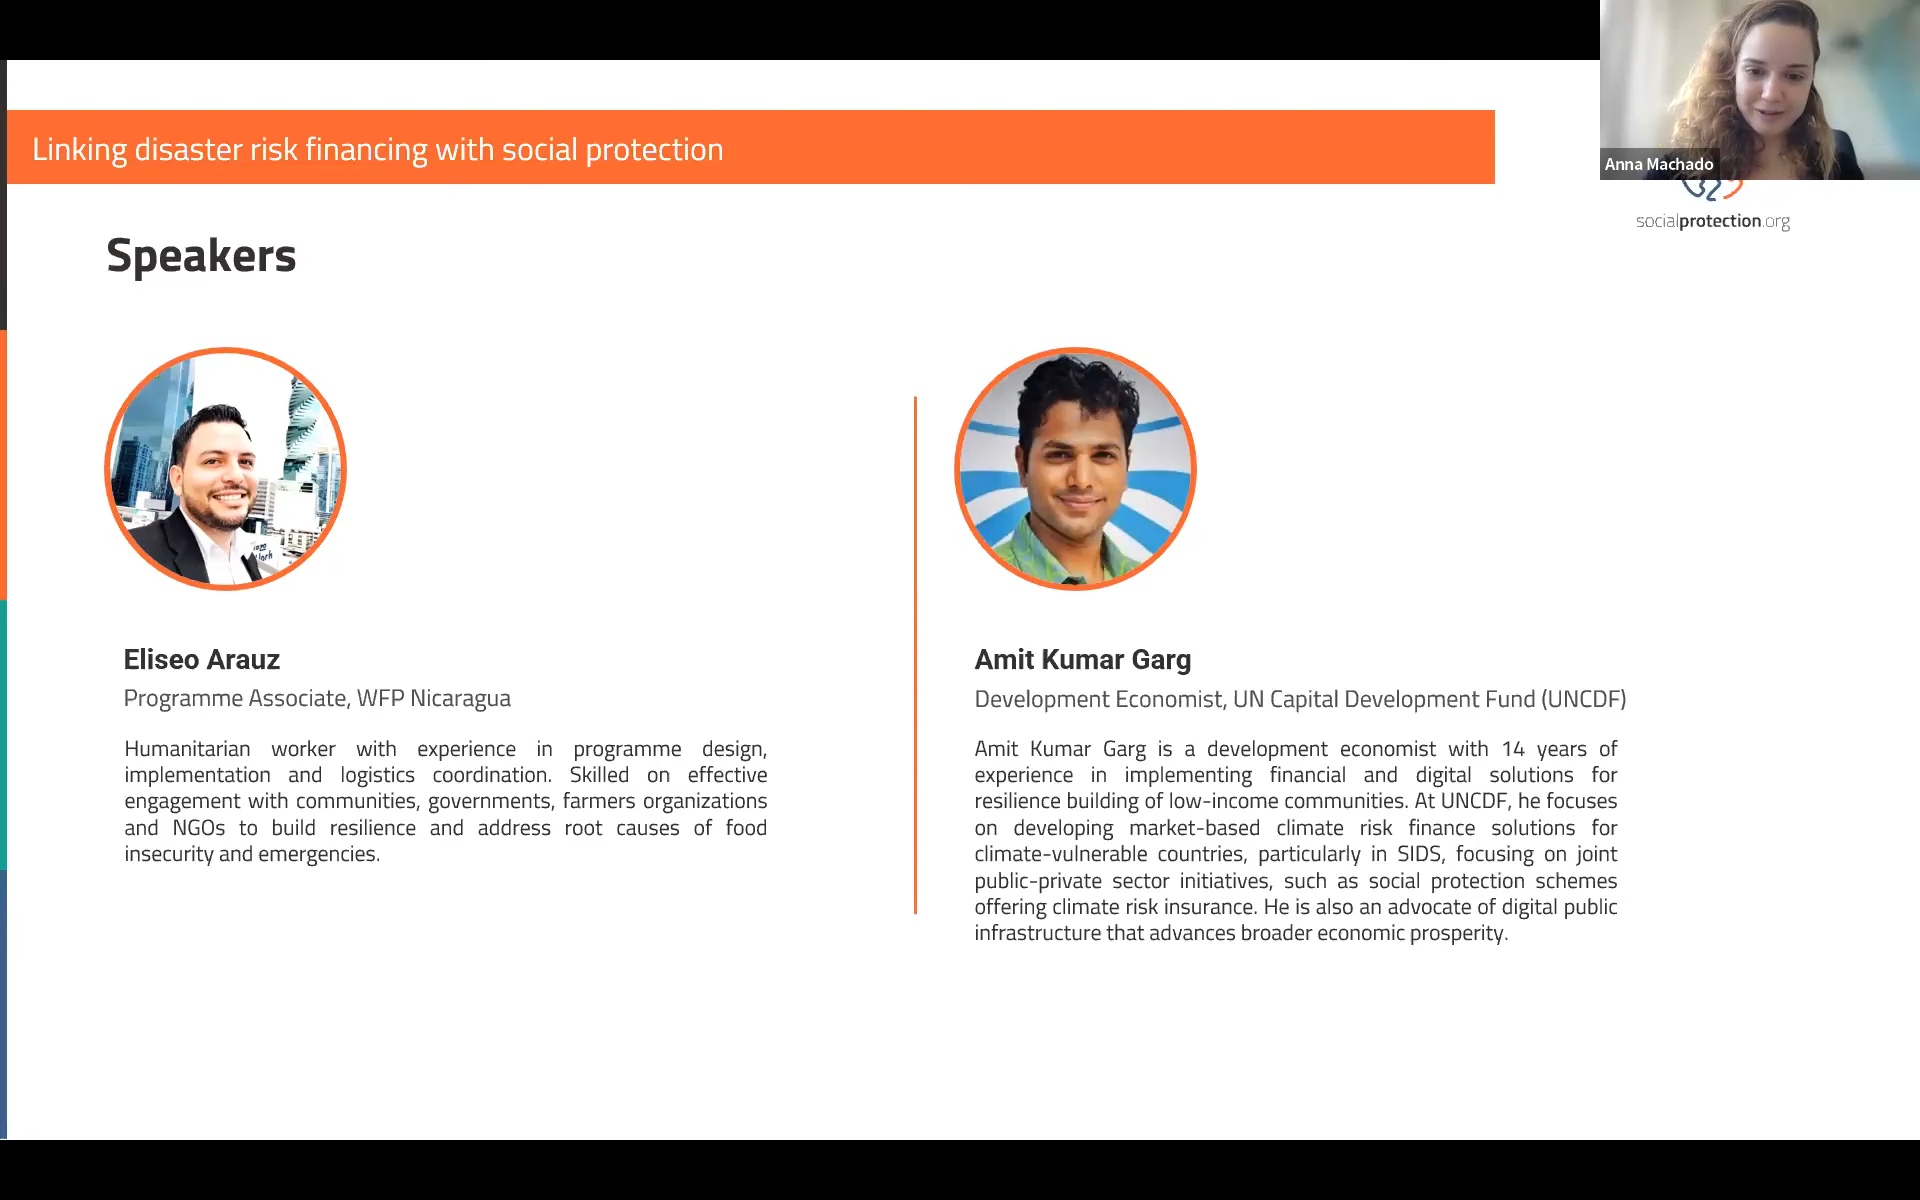 Linking disaster risk financing with social protection
Anna Machado
socialprotection.org
Speakers
Eliseo Arauz
Programme Associate, WFP Nicaragua
Humanitarian worker with experience in programme design,
implementation and logistics coordination. Skilled on effective
engagement with communities, governments, farmers organizations
and NGOs to build resilience and address root causes of food
insecurity and emergencies.
Amit Kumar Garg
Development Economist, UN Capital Development Fund (UNCDF)
Amit Kumar Garg is a development economist with 14 years of
experience in implementing financial and digital solutions for
resilience building of low-income communities. At UNCDF, he focuses
on developing market-based climate risk finance solutions for
climate-vulnerable countries, particularly in SIDS, focusing on joint
public-private sector initiatives, such as social protection schemes
offering climate risk insurance. He is also an advocate of digital public
infrastructure that advances broader economic prosperity.